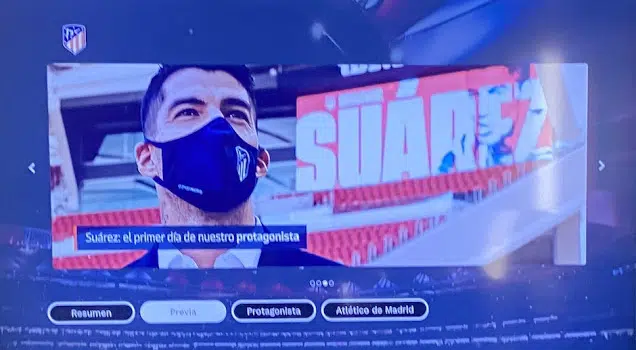 SUÁREZ
Suárez: el primer día de nuestro protagonista
Resumen
Previa
Protagonista
Atlético de Madrid